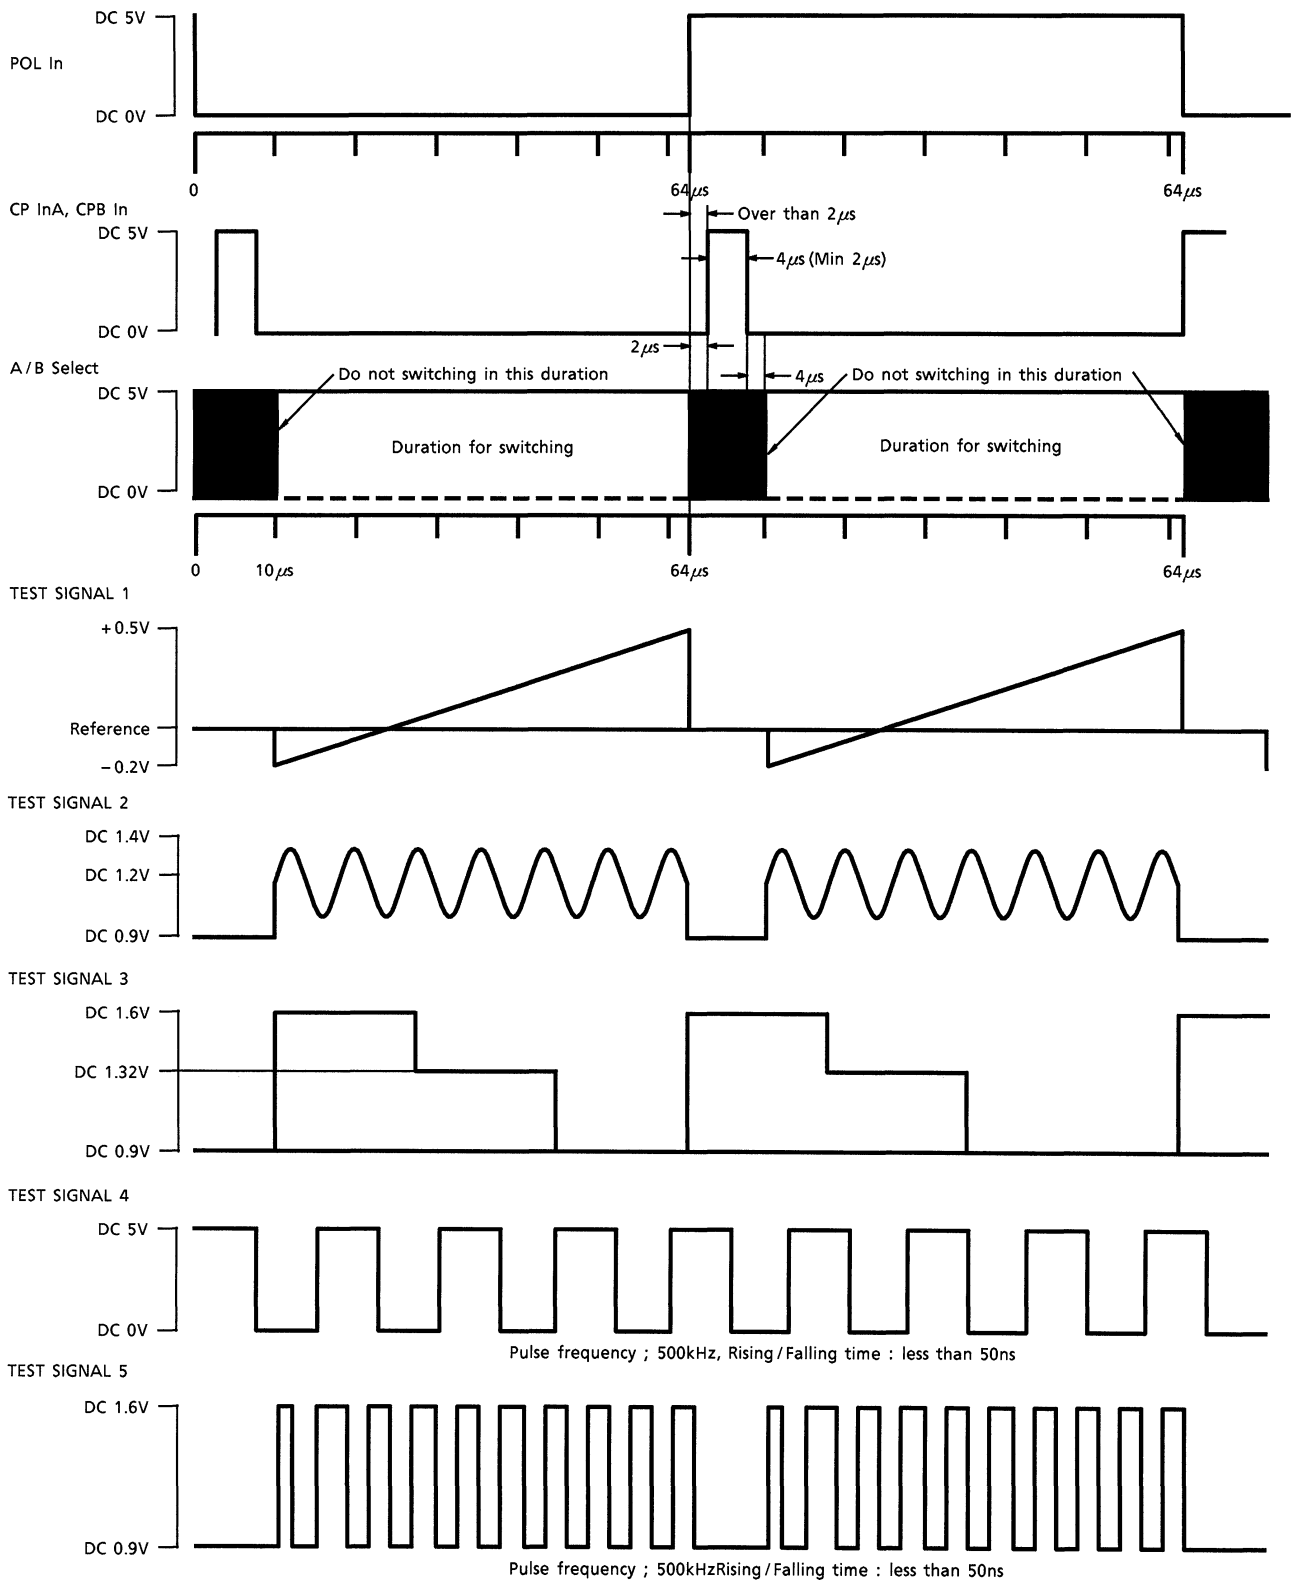 DC 5V
POL In
DC 0V
0
64μs
64μs
CP InA, CPB In
DC 5V
Over than 2μs
4μs (Min 2μs)
DC 0V
2μs
A/B Select
Do not switching in this duration
4μs
Do not switching in this duration
DC 5V
Duration for switching
Duration for switching
DC 0V
0
10μs
64μs
64μs
TEST SIGNAL 1
+0.5V
Reference
−0.2V
TEST SIGNAL 2
DC 1.4V
DC 1.2V
DC 0.9V
TEST SIGNAL 3
DC 1.6V
DC 1.32V
DC 0.9V
TEST SIGNAL 4
DC 5V
DC 0V
Pulse frequency ; 500kHz, Rising/Falling time : less than 50ns
TEST SIGNAL 5
DC 1.6V
DC 0.9V
Pulse frequency ; 500kHzRising/Falling time : less than 50ns